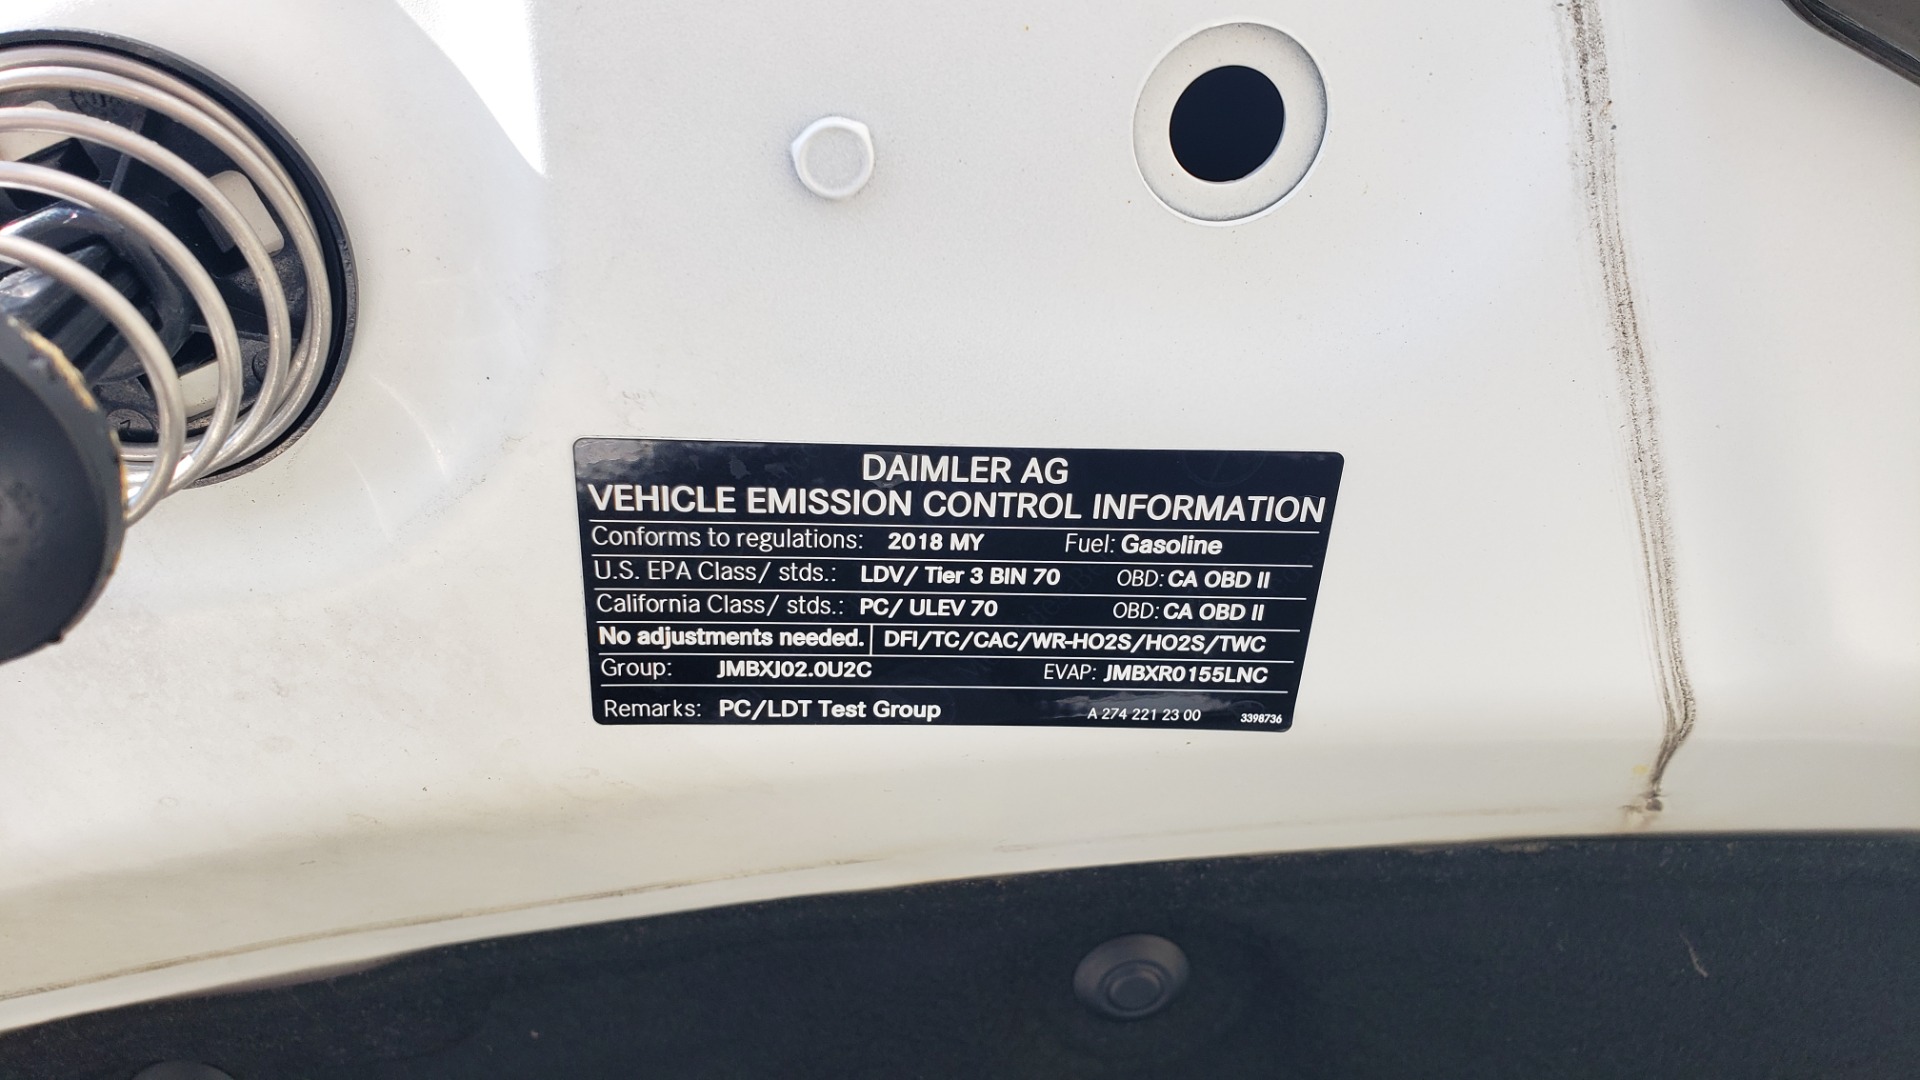 DAIMLER AG
VEHICLE EMISSION CONTROL INFORMATION
Conforms to regulations: 2018 MY Fuel: Gasoline
U.S. EPA Class/ stds.: LDV/ Tier 3 BIN 70 OBD: CA OBD II
California Class/ stds.: PC/ ULEV 70 OBD: CA OBD II
No adjustments needed. DFI/TC/CAC/WR-HO2S/HO2S/TWC
Group: JMBXJ02.0U2C EVAP: JMBXR0155LNC
Remarks: PC/LDT Test Group A 274 221 23 00 3398736